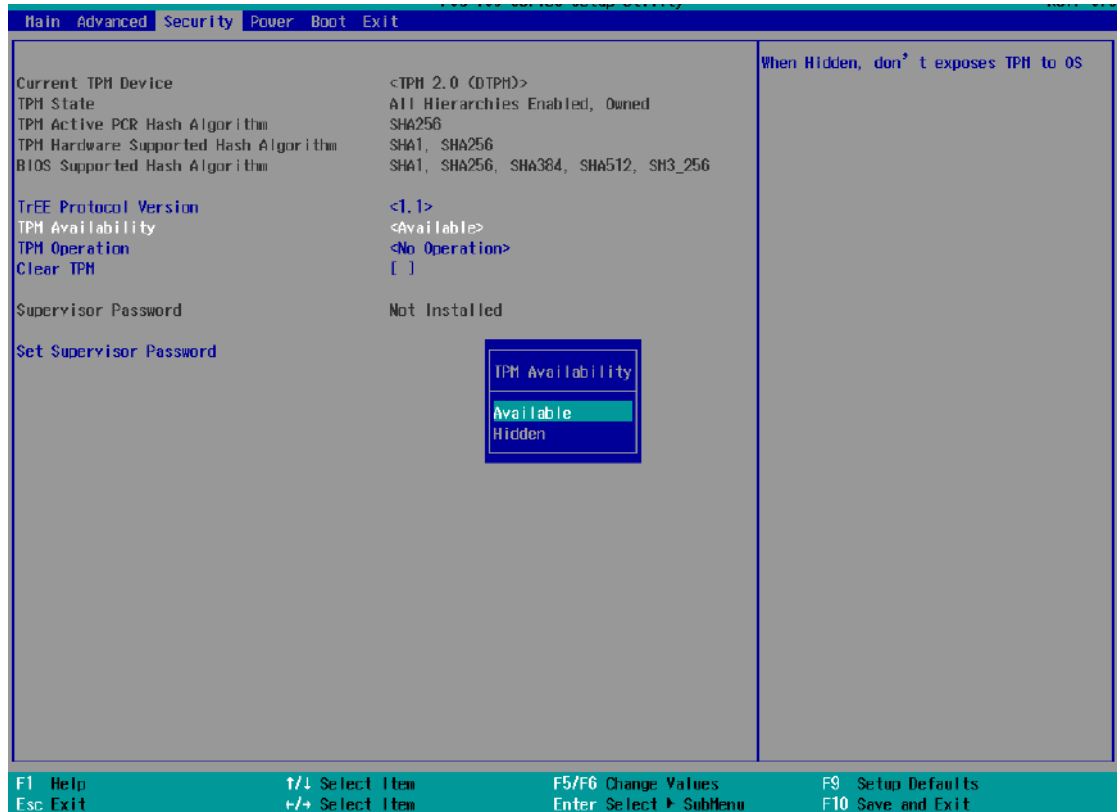 Main Advanced Security Power Boot Exit
When Hidden, don't exposes TPM to OS
Current TPM Device <TPM 2.0 (DTPM)>
TPM State All Hierarchies Enabled, Owned
TPM Active PCR Hash Algorithm SHA256
TPM Hardware Supported Hash Algorithm SHA1, SHA256
BIOS Supported Hash Algorithm SHA1, SHA256, SHA384, SHA512, SM3_256
TrEE Protocol Version <1.1>
TPM Availability <Available>
TPM Operation <No Operation>
Clear TPM [ ]
Supervisor Password Not Installed
Set Supervisor Password
TPM Availability
Available
Hidden
F1 Help ↑/↓ Select Item F5/F6 Change Values F9 Setup Defaults
Esc Exit ←/→ Select Item Enter Select ▶ SubMenu F10 Save and Exit